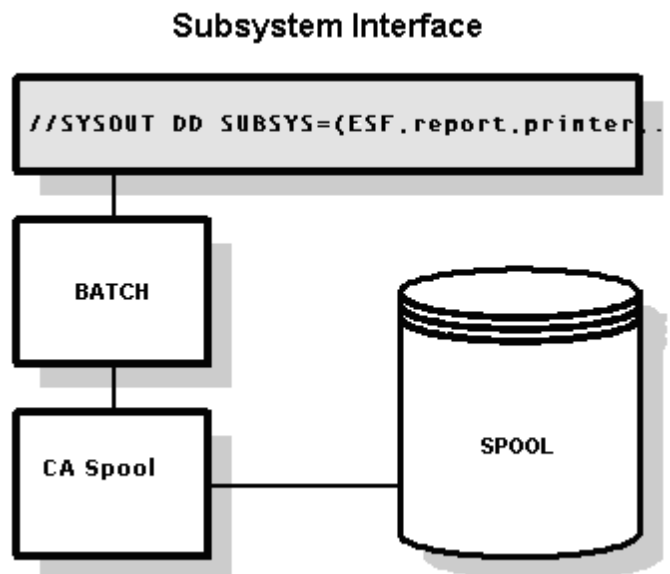 Subsystem Interface
//SYSOUT DD SUBSYS=(ESF,report,printer..
BATCH
CA Spool
SPOOL